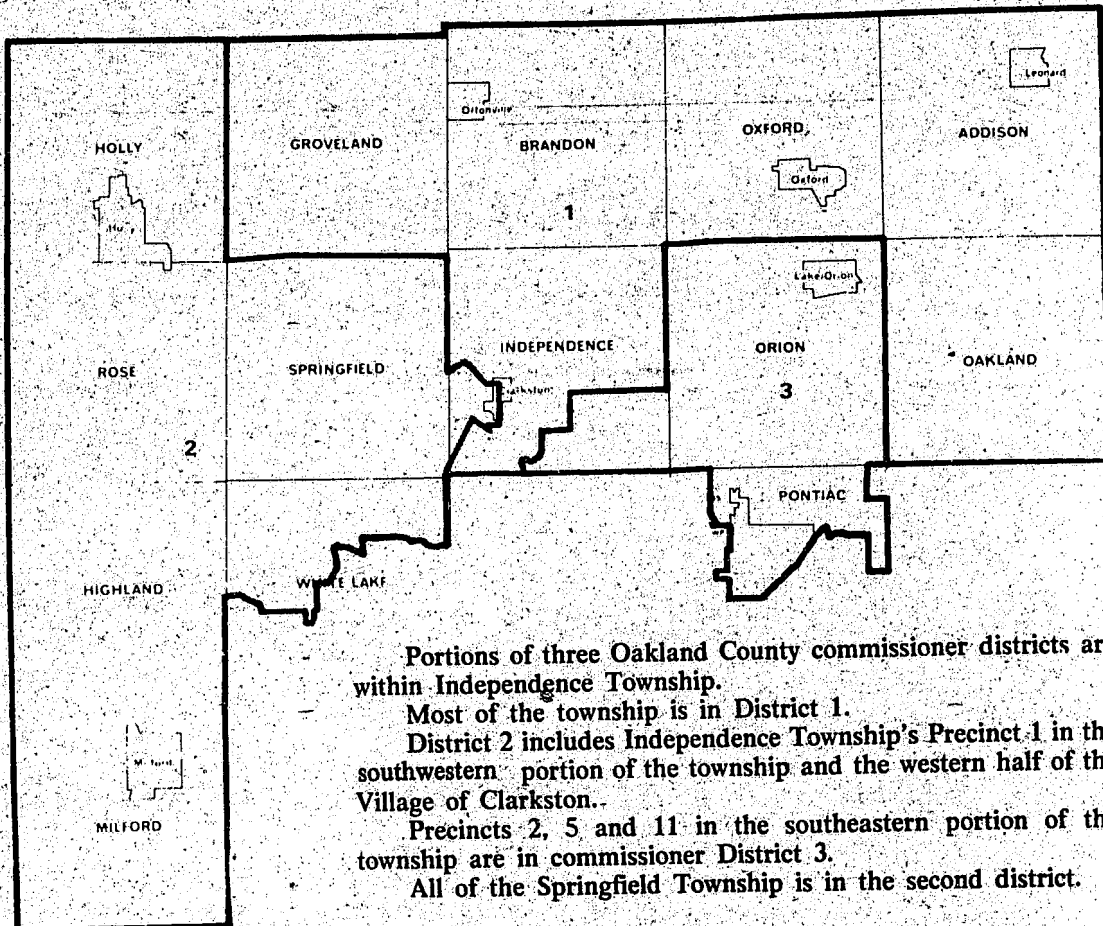 Leonard
Ortonville
OXFORD
ADDISON
HOLLY
GROVELAND
BRANDON
Oxford
1
Lake Orion
INDEPENDENCE
ORION
OAKLAND
ROSE
SPRINGFIELD
3
2
PONTIAC
HIGHLAND
WHITE LAKE
MILFORD
Portions of three Oakland County commissioner districts ar
within Independence Township.
Most of the township is in District 1.
District 2 includes Independence Township's Precinct 1 in th
southwestern portion of the township and the western half of th
Village of Clarkston.
Precincts 2, 5 and 11 in the southeastern portion of th
township are in commissioner District 3.
All of the Springfield Township is in the second district.